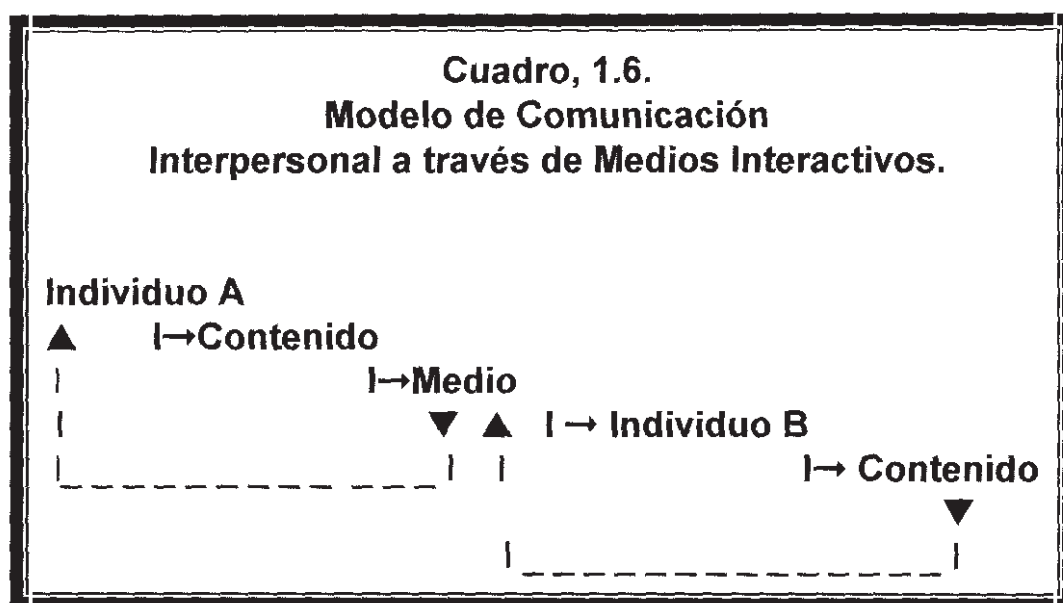 Cuadro, 1.6.
Modelo de Comunicación
Interpersonal a través de Medios Interactivos.
Individuo A
I→Contenido
I→Medio
I → Individuo B
I→ Contenido